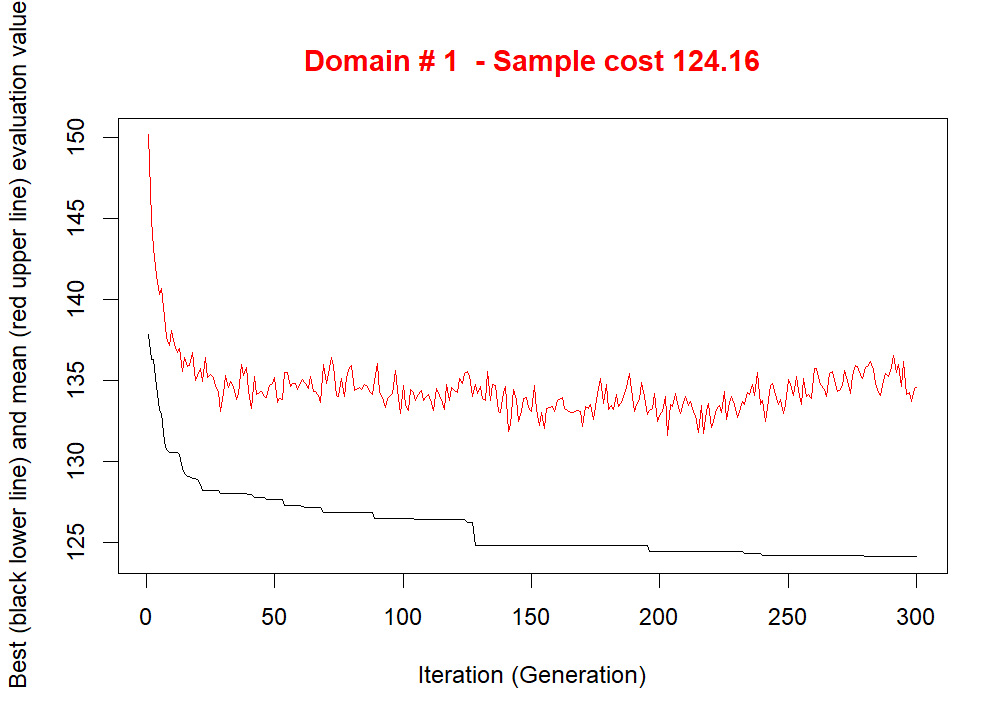 Domain # 1  - Sample cost 124.16
Best (black lower line) and mean (red upper line) evaluation value
150
145
140
135
130
125
0 50 100 150 200 250 300
Iteration (Generation)